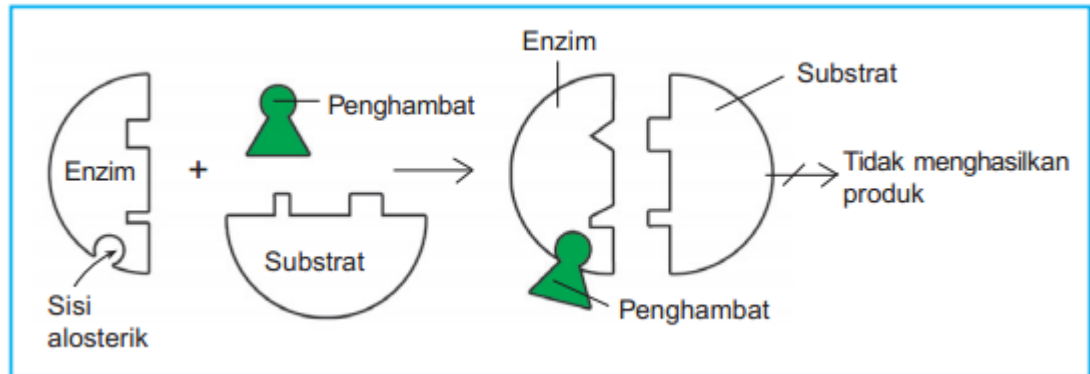 Enzim
Penghambat
Enzim
+
Substrat
Sisi
alosterik
Substrat
Tidak menghasilkan
produk
Penghambat